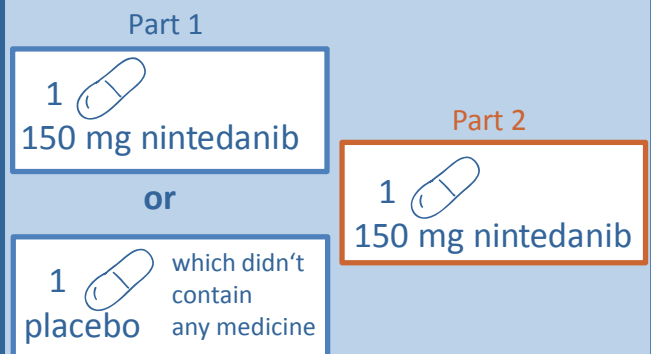 Part 1
1
150 mg nintedanib
or
1
placebo
which didn‘t
contain
any medicine
Part 2
1
150 mg nintedanib